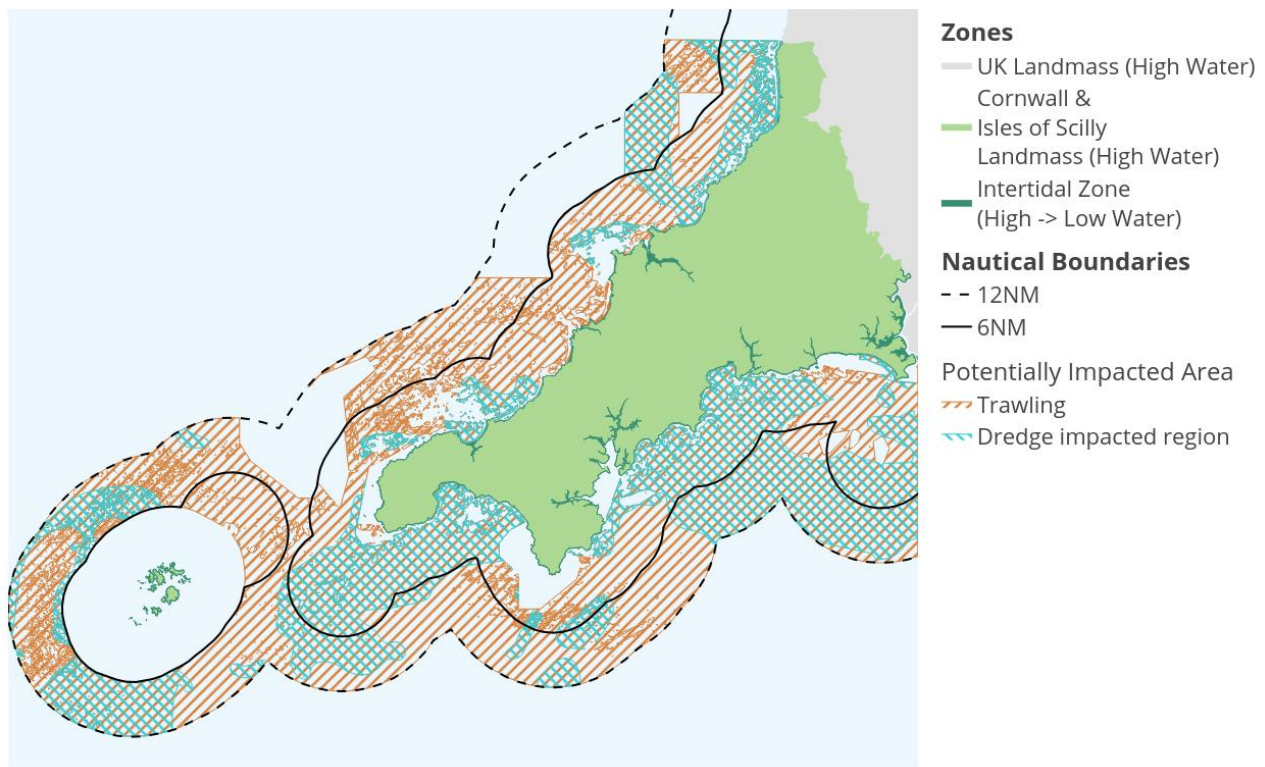 Zones
UK Landmass (High Water)
Cornwall &
Isles of Scilly
Landmass (High Water)
Intertidal Zone
(High -> Low Water)
Nautical Boundaries
12NM
6NM
Potentially Impacted Area
Trawling
Dredge impacted region